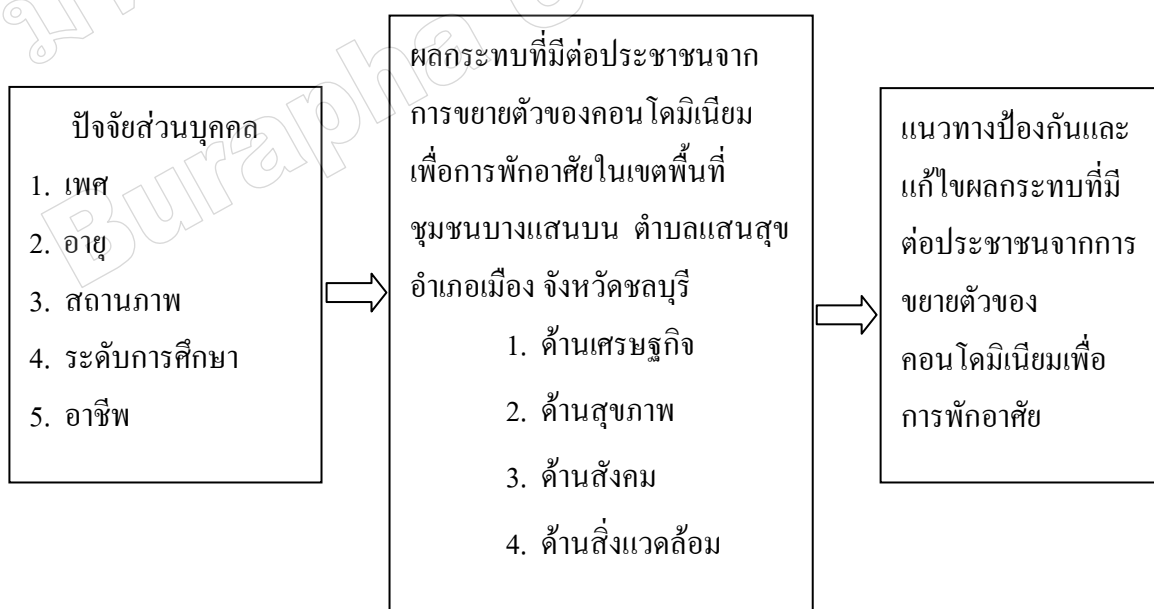 ปัจจัยส่วนบุคคล
1. เพศ
2. อายุ
3. สถานภาพ
4. ระดับการศึกษา
5. อาชีพ
ผลกระทบที่มีต่อประชาชนจาก
การขยายตัวของคอนโดมิเนียม
เพื่อการพักอาศัยในเขตพื้นที่
ชุมชนบางแสนบน ตำบลแสนสุข
อำเภอเมือง จังหวัดชลบุรี
1. ด้านเศรษฐกิจ
2. ด้านสุขภาพ
3. ด้านสังคม
4. ด้านสิ่งแวดล้อม
แนวทางป้องกันและ
แก้ไขผลกระทบที่มี
ต่อประชาชนจากการ
ขยายตัวของ
คอนโดมิเนียมเพื่อ
การพักอาศัย
Burapha